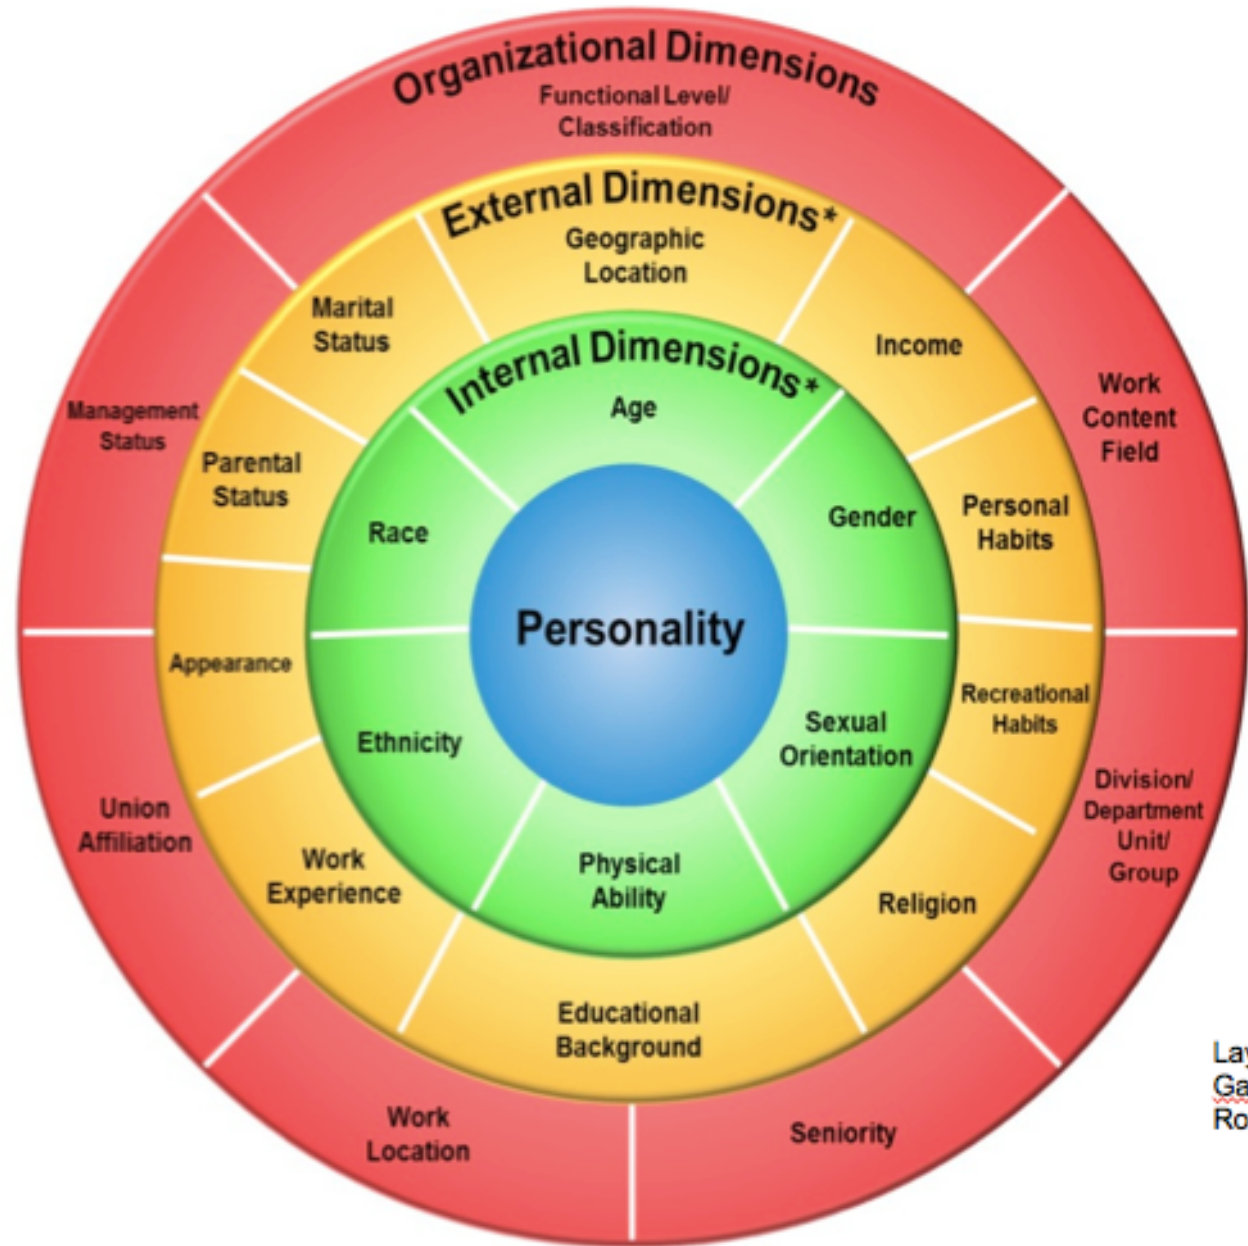 Organizational Dimensions
Functional Level/
Classification
External Dimensions*
Geographic
Location
Marital
Status
Income
Internal Dimensions*
Age
Management
Status
Work
Content
Field
Parental
Status
Personal
Habits
Race
Gender
Personality
Appearance
Recreational
Habits
Ethnicity
Sexual
Orientation
Union
Affiliation
Division/
Department
Unit/
Group
Work
Experience
Physical
Ability
Religion
Educational
Background
Work
Location
Seniority
Lay
Ga
Ro